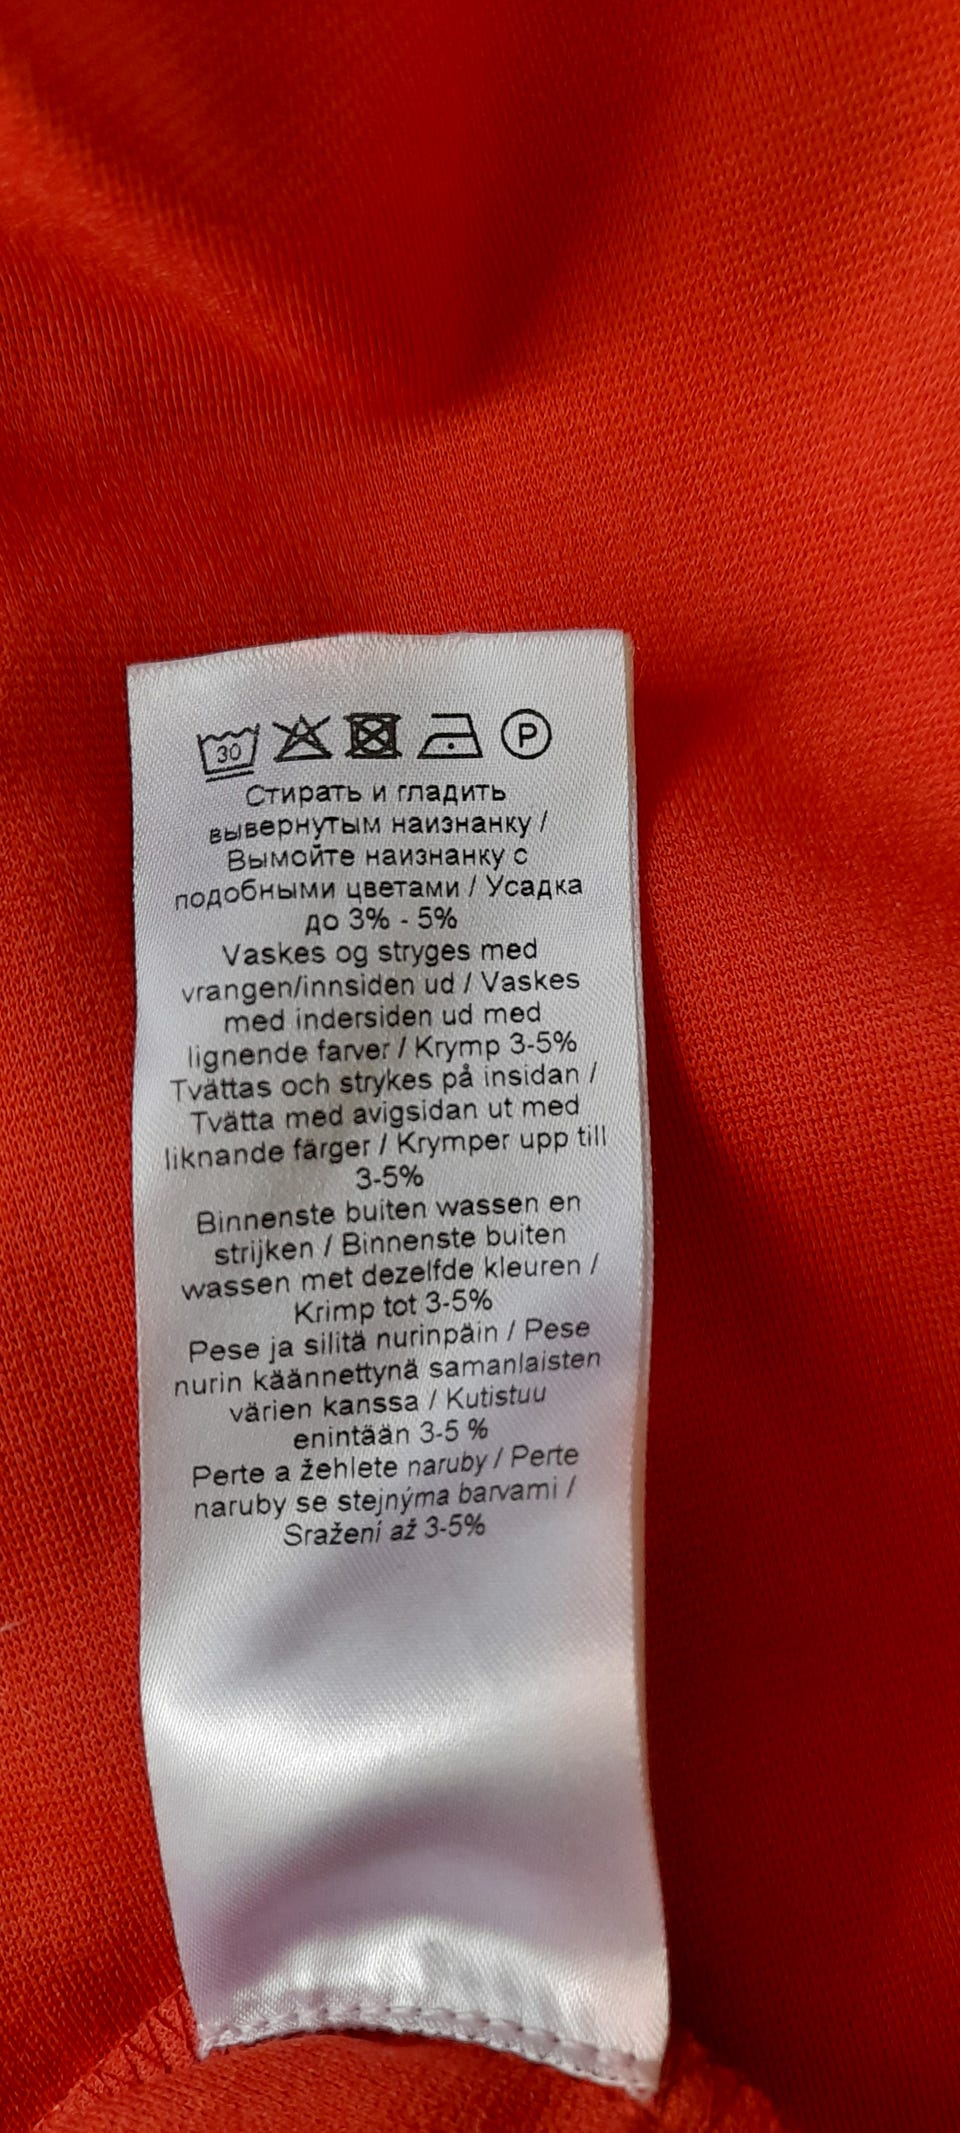 30 P
Стирать и гладить
вывернутым наизнанку /
Вымойте наизнанку с
подобными цветами / Усадка
до 3% - 5%
Vaskes og stryges med
vrangen/innsiden ud / Vaskes
med indersiden ud med
lignende farver / Krymp 3-5%
Tvättas och strykes på insidan /
Tvätta med avigsidan ut med
liknande färger / Krymper upp till
3-5%
Binnenste buiten wassen en
strijken / Binnenste buiten
wassen met dezelfde kleuren /
Krimp tot 3-5%
Pese ja silitä nurinpäin / Pese
nurin käännettynä samanlaisten
värien kanssa / Kutistuu
enintään 3-5 %
Perte a žehlete naruby / Perte
naruby se stejnýma barvami /
Sražení až 3-5%